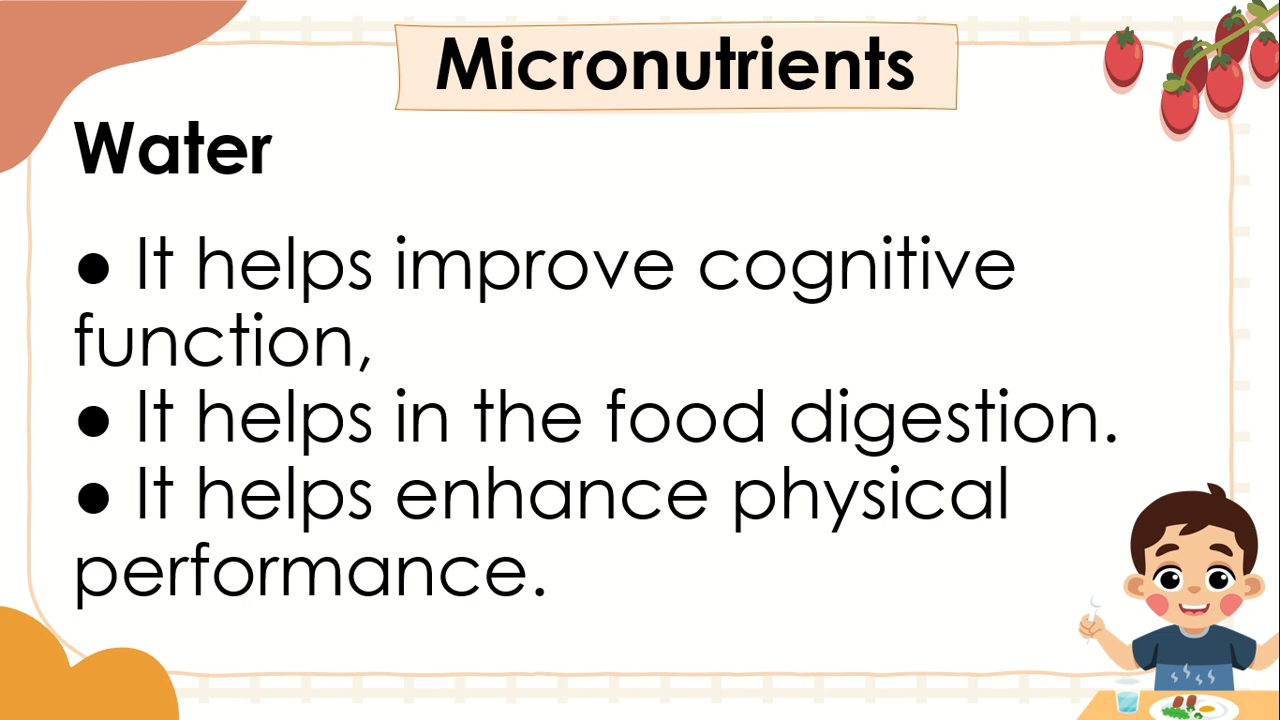 Micronutrients
Water
● It helps improve cognitive
function,
● It helps in the food digestion.
● It helps enhance physical
performance.